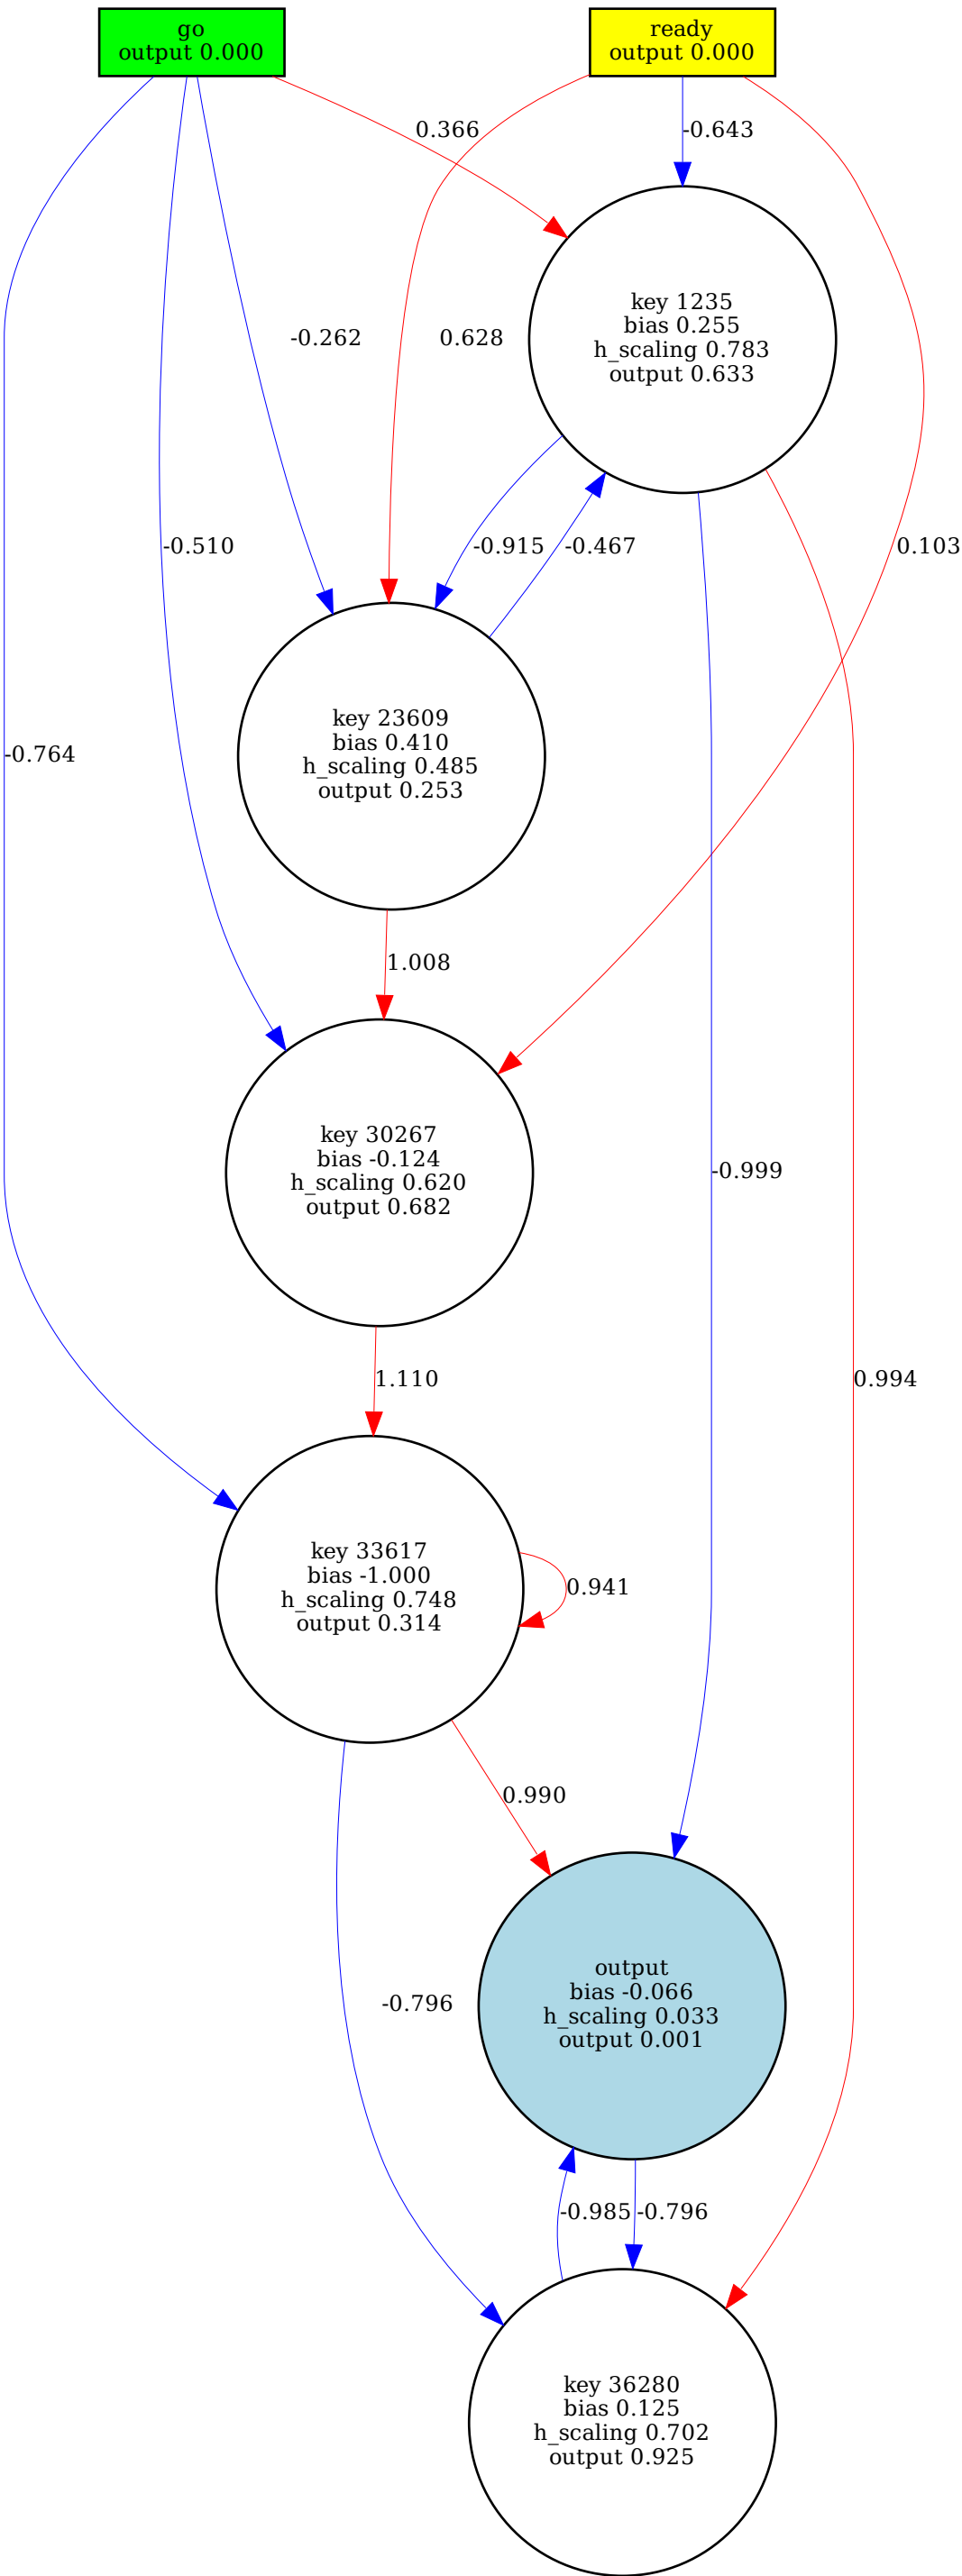 go
output 0.000
ready
output 0.000
0.366
-0.643
key 1235
bias 0.255
h_scaling 0.783
output 0.633
-0.262
0.628
-0.510
-0.915
-0.467
0.103
key 23609
bias 0.410
h_scaling 0.485
output 0.253
-0.764
1.008
key 30267
bias -0.124
h_scaling 0.620
output 0.682
-0.999
1.110
0.994
key 33617
bias -1.000
h_scaling 0.748
output 0.314
0.941
0.990
output
bias -0.066
h_scaling 0.033
output 0.001
-0.796
-0.985
-0.796
key 36280
bias 0.125
h_scaling 0.702
output 0.925